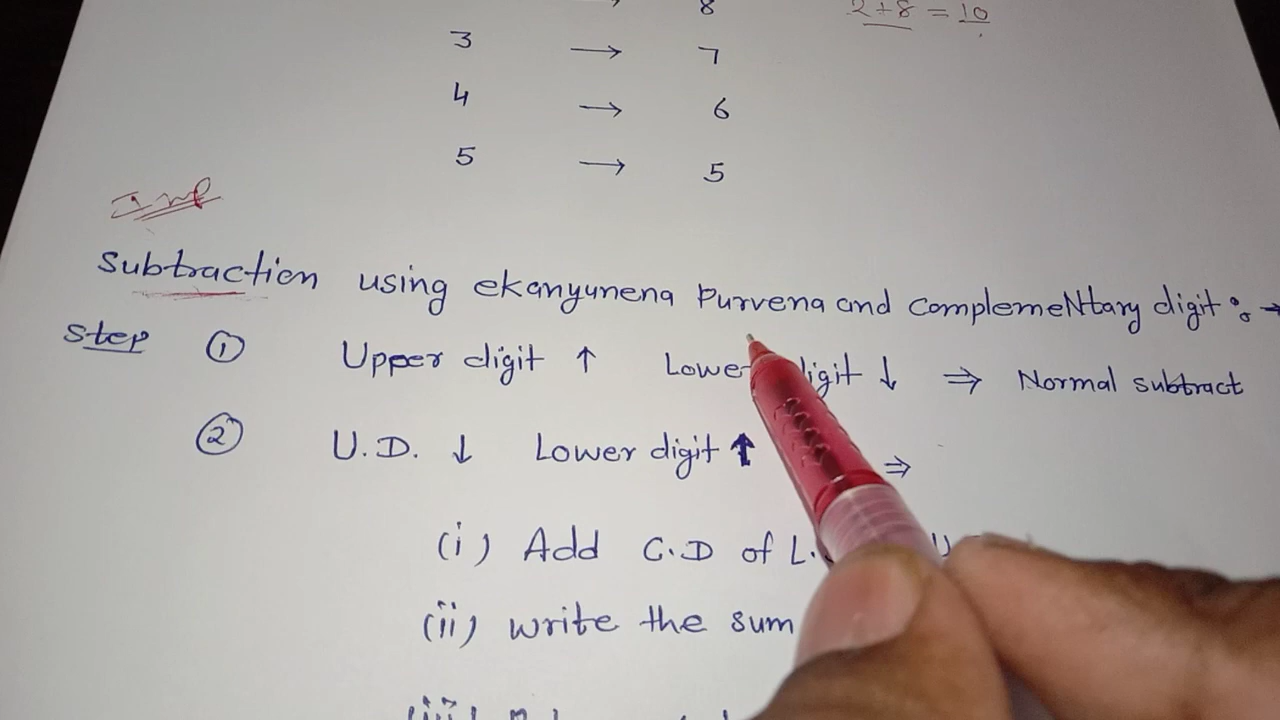 → 8 2+8 = 10
3 → 7
4 → 6
5 → 5
Imp
Subtraction using ekanyunena Purvena and complementary digit :→
Step ① Upper digit ↑ Lower digit ↓ ⇒ Normal subtract
② U.D. ↓ Lower digit ↑ ⇒
(i) Add C.D of L.
(ii) write the sum
(iii)